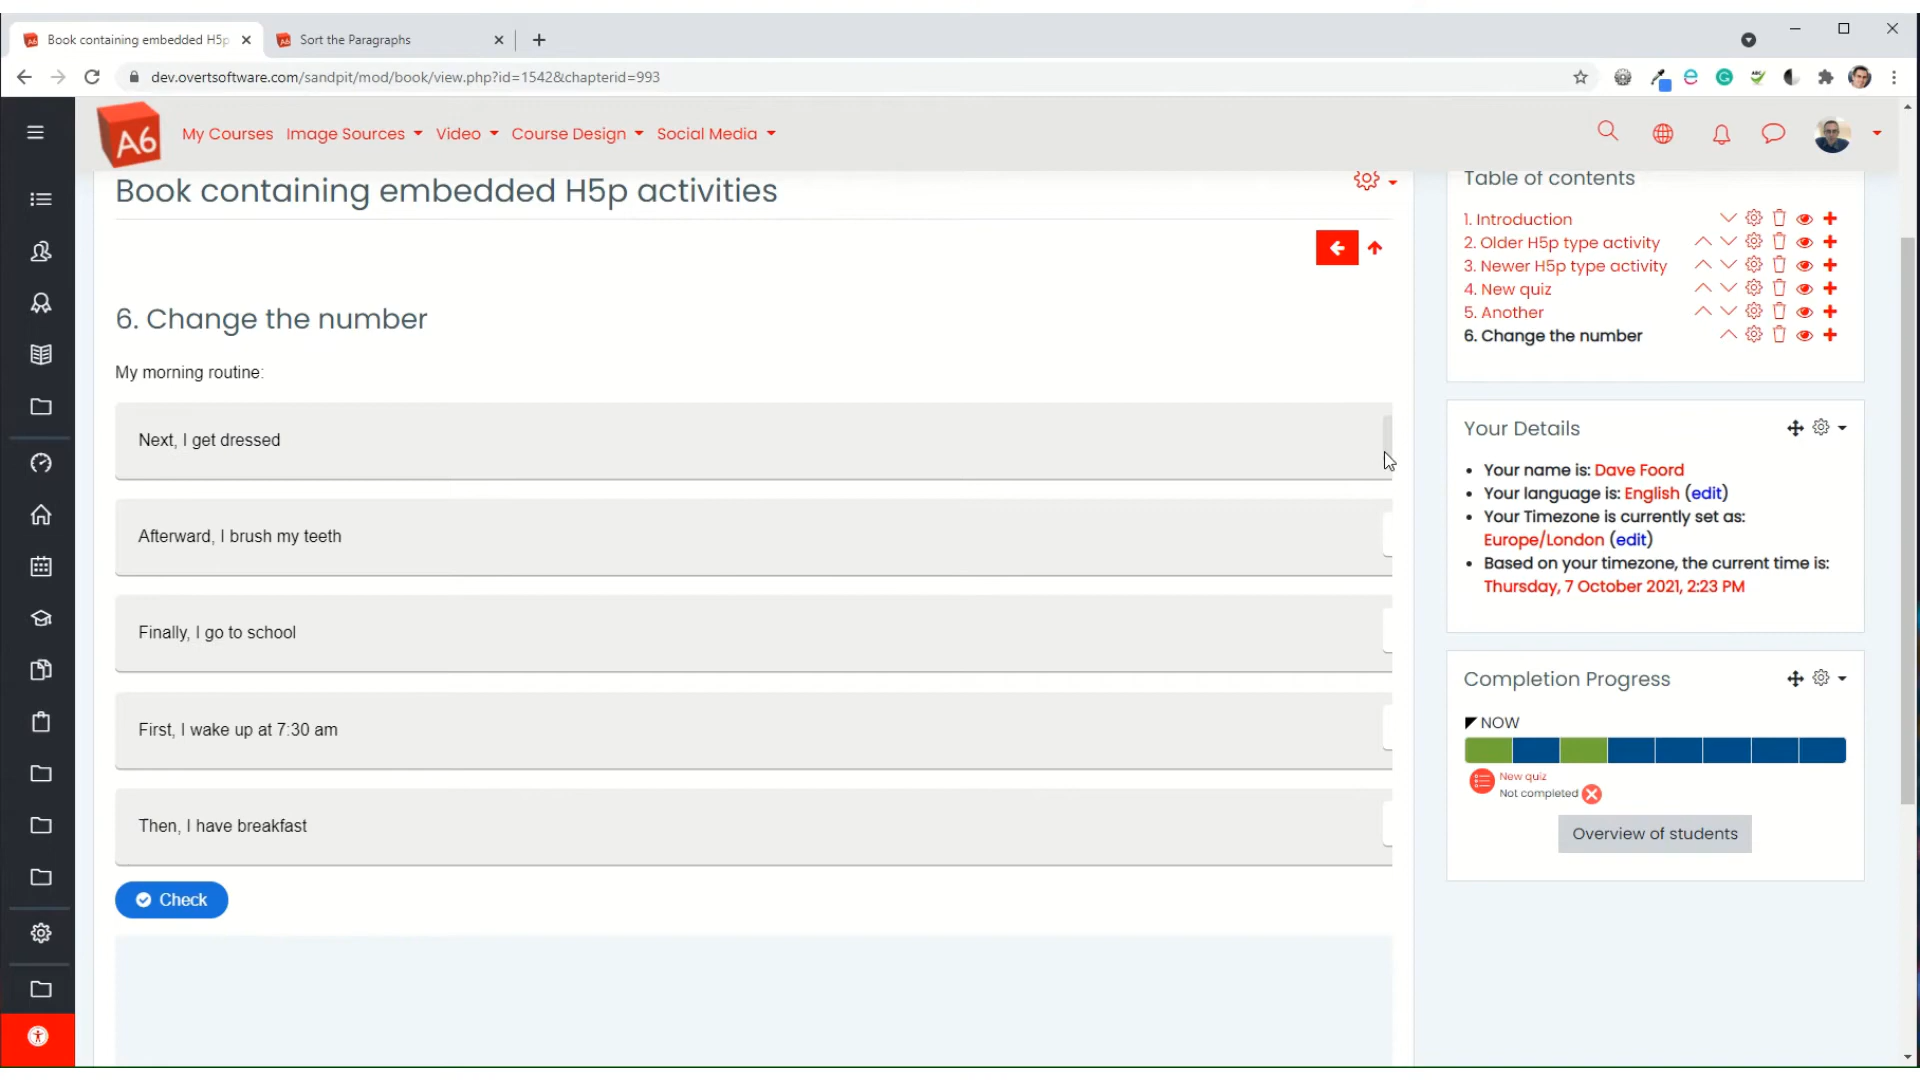 Book containing embedded H5p
Sort the Paragraphs
dev.overtsoftware.com/sandpit/mod/book/view.php?id=1542&chapterid=993
A6
My Courses
Image Sources
Video
Course Design
Social Media
Book containing embedded H5p activities
6. Change the number
My morning routine:
Next, I get dressed
Afterward, I brush my teeth
Finally, I go to school
First, I wake up at 7:30 am
Then, I have breakfast
Check
Table of contents
1. Introduction
2. Older H5p type activity
3. Newer H5p type activity
4. New quiz
5. Another
6. Change the number
Your Details
Your name is: Dave Foord
Your language is: English (edit)
Your Timezone is currently set as:
Europe/London (edit)
Based on your timezone, the current time is:
Thursday, 7 October 2021, 2:23 PM
Completion Progress
NOW
New quiz
Not completed
Overview of students